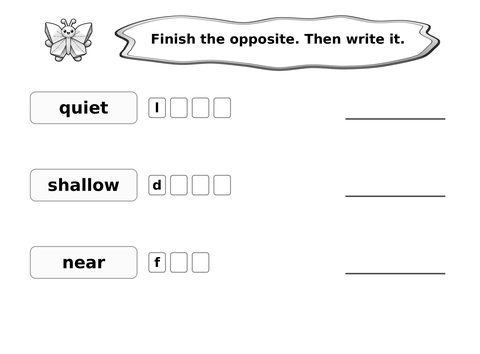 Finish the opposite. Then write it.
quiet l
shallow d
near f